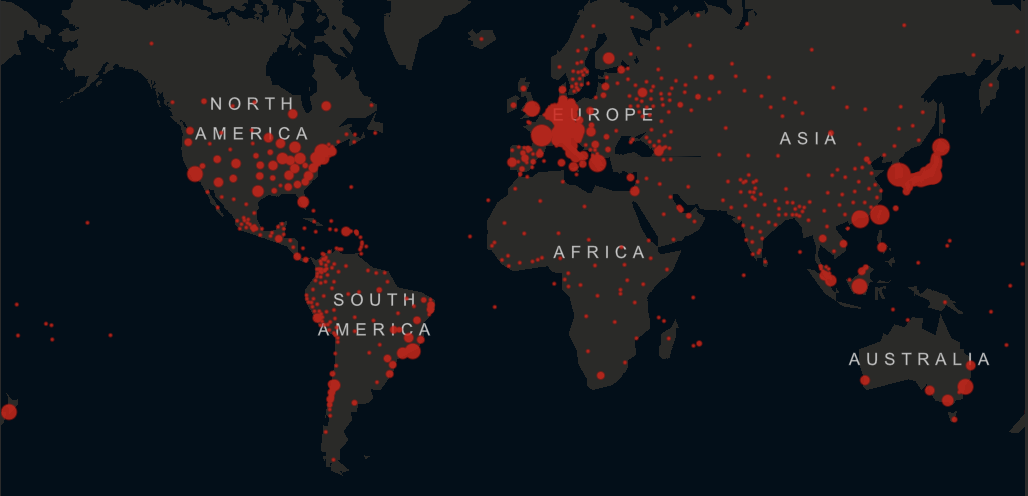 NORTH
AMERICA
EUROPE
ASIA
AFRICA
SOUTH
AMERICA
AUSTRALIA